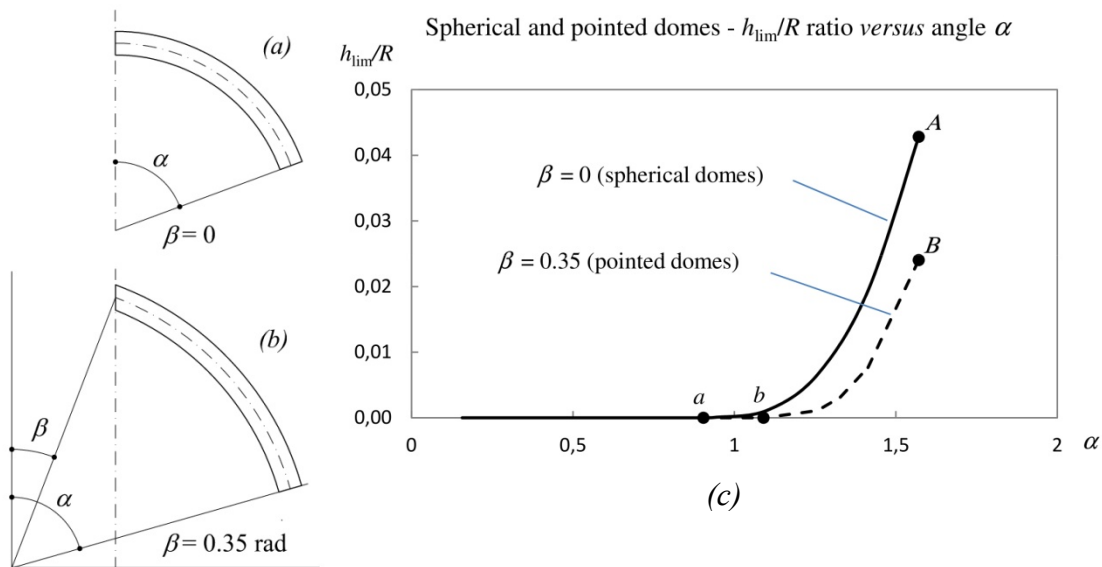 (a)
α
β = 0
(b)
β
α
β = 0.35 rad
Spherical and pointed domes - hlim/R ratio versus angle α
hlim/R
0,05
0,04
0,03
0,02
0,01
0,00
A
β = 0 (spherical domes)
B
β = 0.35 (pointed domes)
a
b
0
0,5
1
1,5
2
α
(c)